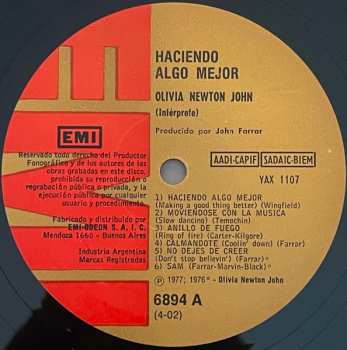 HACIENDO
ALGO MEJOR
OLIVIA NEWTON JOHN
(Intérprete)
Producido por John Farrar
EMI
Reservado todo derecho del Productor
Fonográfico y de los autores de las
obras grabadas en este disco,
prohibida su reproducción o
regrabación pública o privada, y la
ejecución pública por cualquier
usuario y procedimiento.
AADI-CAPIF SADAIC-BIEM
YAX 1107
Fabricado y distribuido por
EMI-ODEON S. A. I. C.
Mendoza 1660 - Buenos Aires
Industria Argentina
Marcas Registradas
1) HACIENDO ALGO MEJOR
(Making a good thing better) (Wingfield)
2) MOVIENDOSE CON LA MUSICA
(Slow dancing) (Temochin)
3) ANILLO DE FUEGO
(Ring of fire) (Carter-Kilgore)
4) CALMANDOTE (Coolin' down) (Farrar)
5) NO DEJES DE CREER
(Don't stop believin') (Farrar)*
6) SAM (Farrar-Marvin-Black)*
℗ 1977; 1976* - Olivia Newton John
6894 A
(4-02)